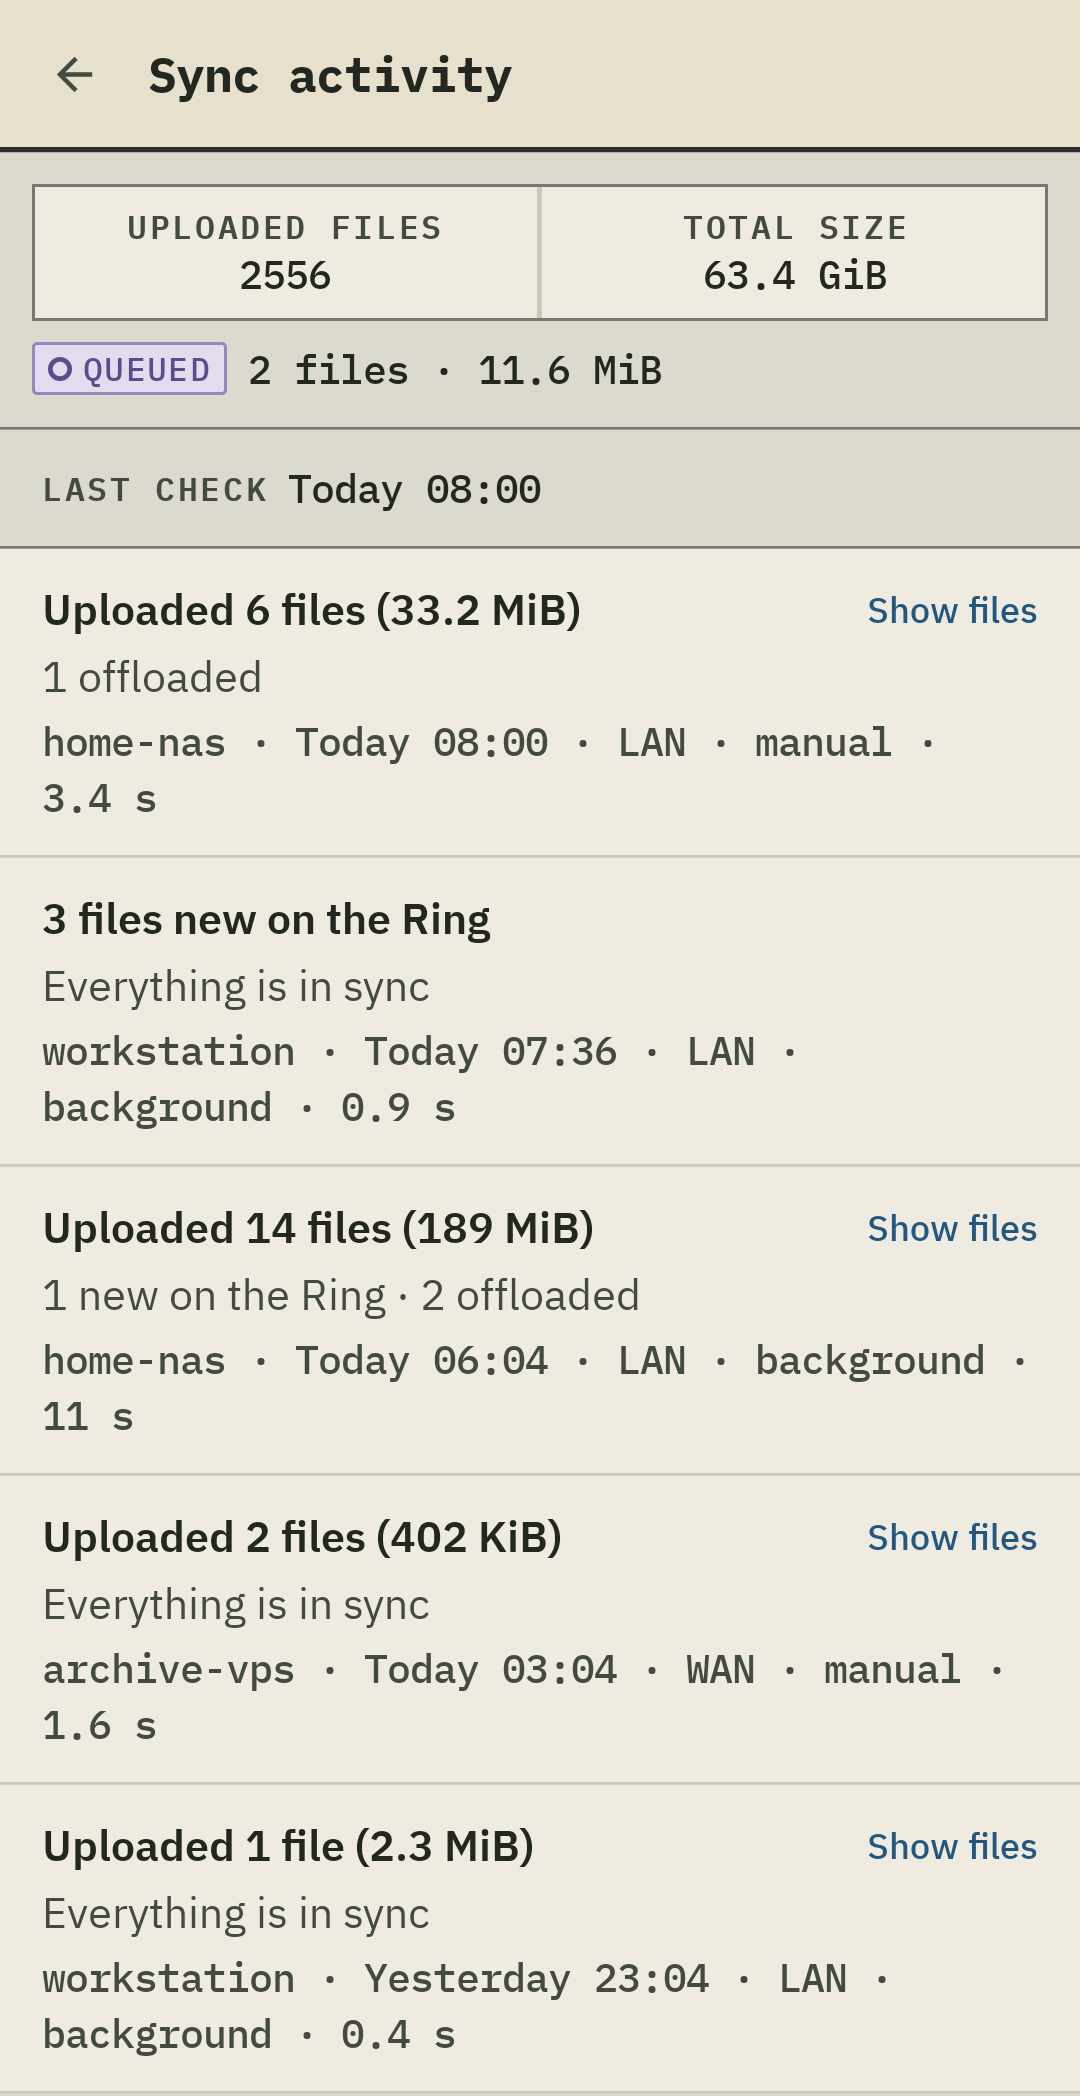 Sync activity
UPLOADED FILES
2556
TOTAL SIZE
63.4 GiB
QUEUED 2 files · 11.6 MiB
LAST CHECK Today 08:00
Uploaded 6 files (33.2 MiB) Show files
1 offloaded
home-nas · Today 08:00 · LAN · manual ·
3.4 s
3 files new on the Ring
Everything is in sync
workstation · Today 07:36 · LAN ·
background · 0.9 s
Uploaded 14 files (189 MiB) Show files
1 new on the Ring · 2 offloaded
home-nas · Today 06:04 · LAN · background ·
11 s
Uploaded 2 files (402 KiB) Show files
Everything is in sync
archive-vps · Today 03:04 · WAN · manual ·
1.6 s
Uploaded 1 file (2.3 MiB) Show files
Everything is in sync
workstation · Yesterday 23:04 · LAN ·
background · 0.4 s